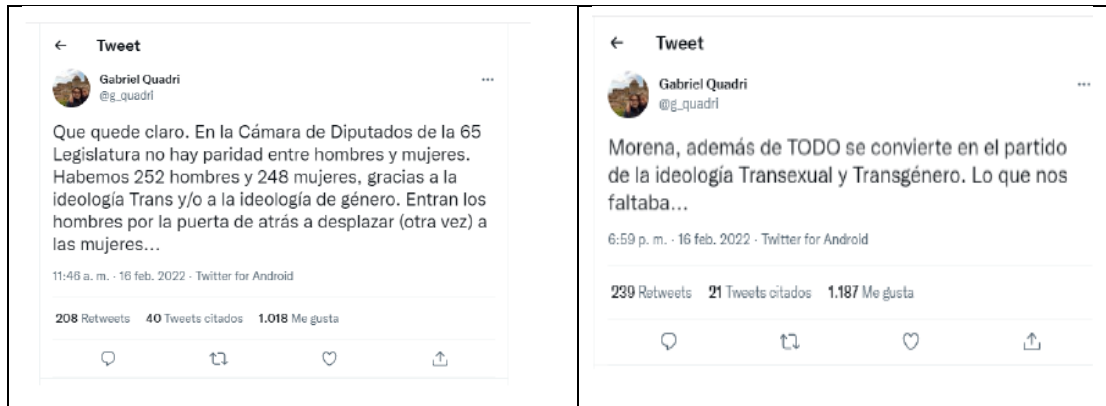 Tweet
Gabriel Quadri
@g_quadri
Que quede claro. En la Cámara de Diputados de la 65
Legislatura no hay paridad entre hombres y mujeres.
Habemos 252 hombres y 248 mujeres, gracias a la
ideología Trans y/o a la ideología de género. Entran los
hombres por la puerta de atrás a desplazar (otra vez) a
las mujeres...
11:46 a. m. · 16 feb. 2022 · Twitter for Android
208 Retweets 40 Tweets citados 1.018 Me gusta
Tweet
Gabriel Quadri
@g_quadri
Morena, además de TODO se convierte en el partido
de la ideología Transexual y Transgénero. Lo que nos
faltaba...
6:59 p. m. · 16 feb. 2022 · Twitter for Android
239 Retweets 21 Tweets citados 1.187 Me gusta